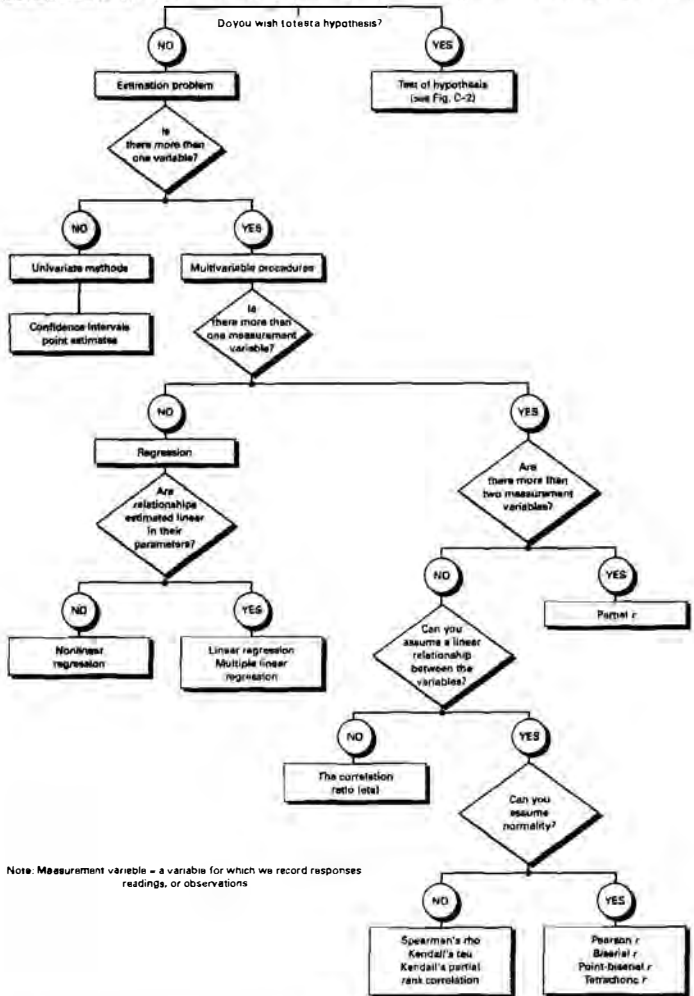 Do you wish to test a hypothesis?
NO
YES
Estimation problem
Test of hypothesis
(see Fig. C-2)
Is
there more than
one variable?
NO
YES
Univariate methods
Multivariable procedures
Confidence intervals
point estimates
Is
there more than
one measurement
variable?
NO
YES
Regression
Are
relationships
estimated linear
in their
parameters?
Are
there more than
two measurement
variables?
NO
YES
NO
YES
Nonlinear
regression
Linear regression
Multiple linear
regression
Partial r
Can you
assume a linear
relationship
between the
variables?
NO
YES
The correlation
ratio (eta)
Can you
assume
normality?
Note: Measurement variable = a variable for which we record responses
readings, or observations
NO
YES
Spearman's rho
Kendall's tau
Kendall's partial
rank correlation
Pearson r
Biserial r
Point-biserial r
Tetrachoric r